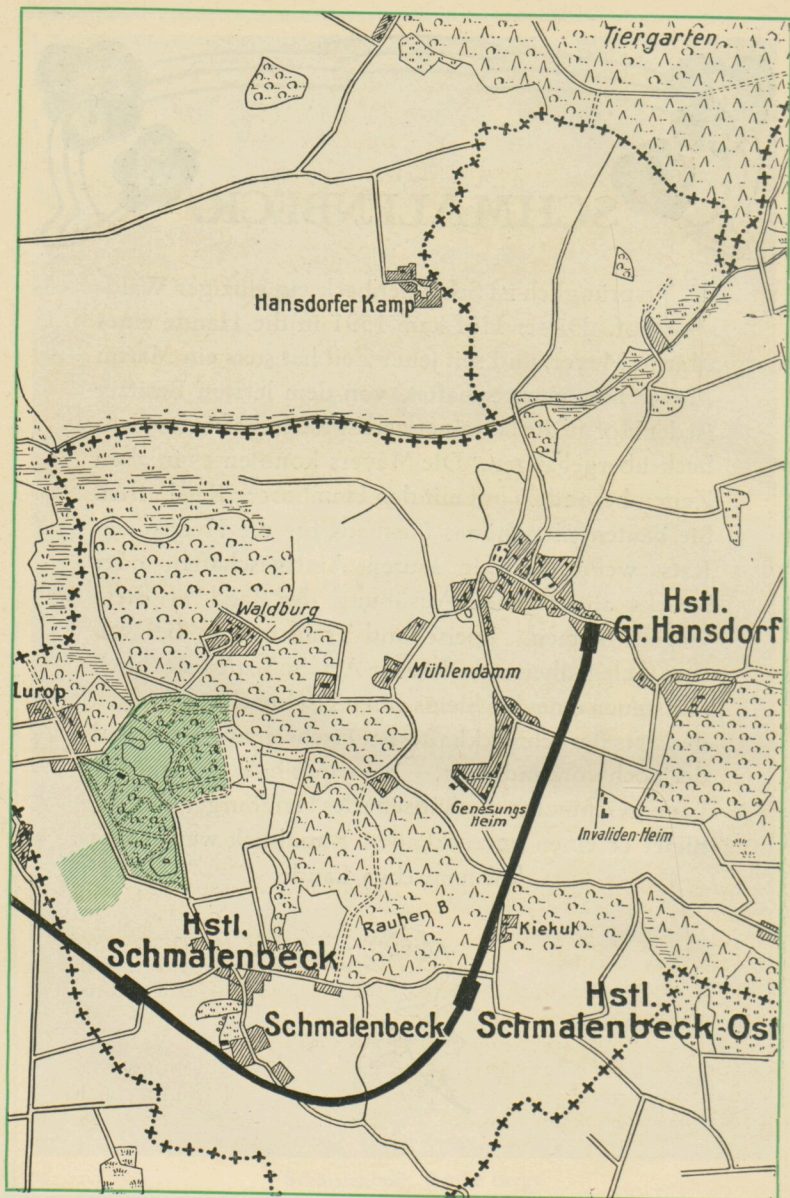 Tiergarten
Hansdorfer Kamp
Waldburg
Hstl.
Gr. Hansdorf
Lurop
Mühlendamm
Genesungs
Heim
Invaliden-Heim
Rauhen B
Kiekut
Hstl.
Schmalenbeck
Schmalenbeck
Hstl.
Schmalenbeck-Ost